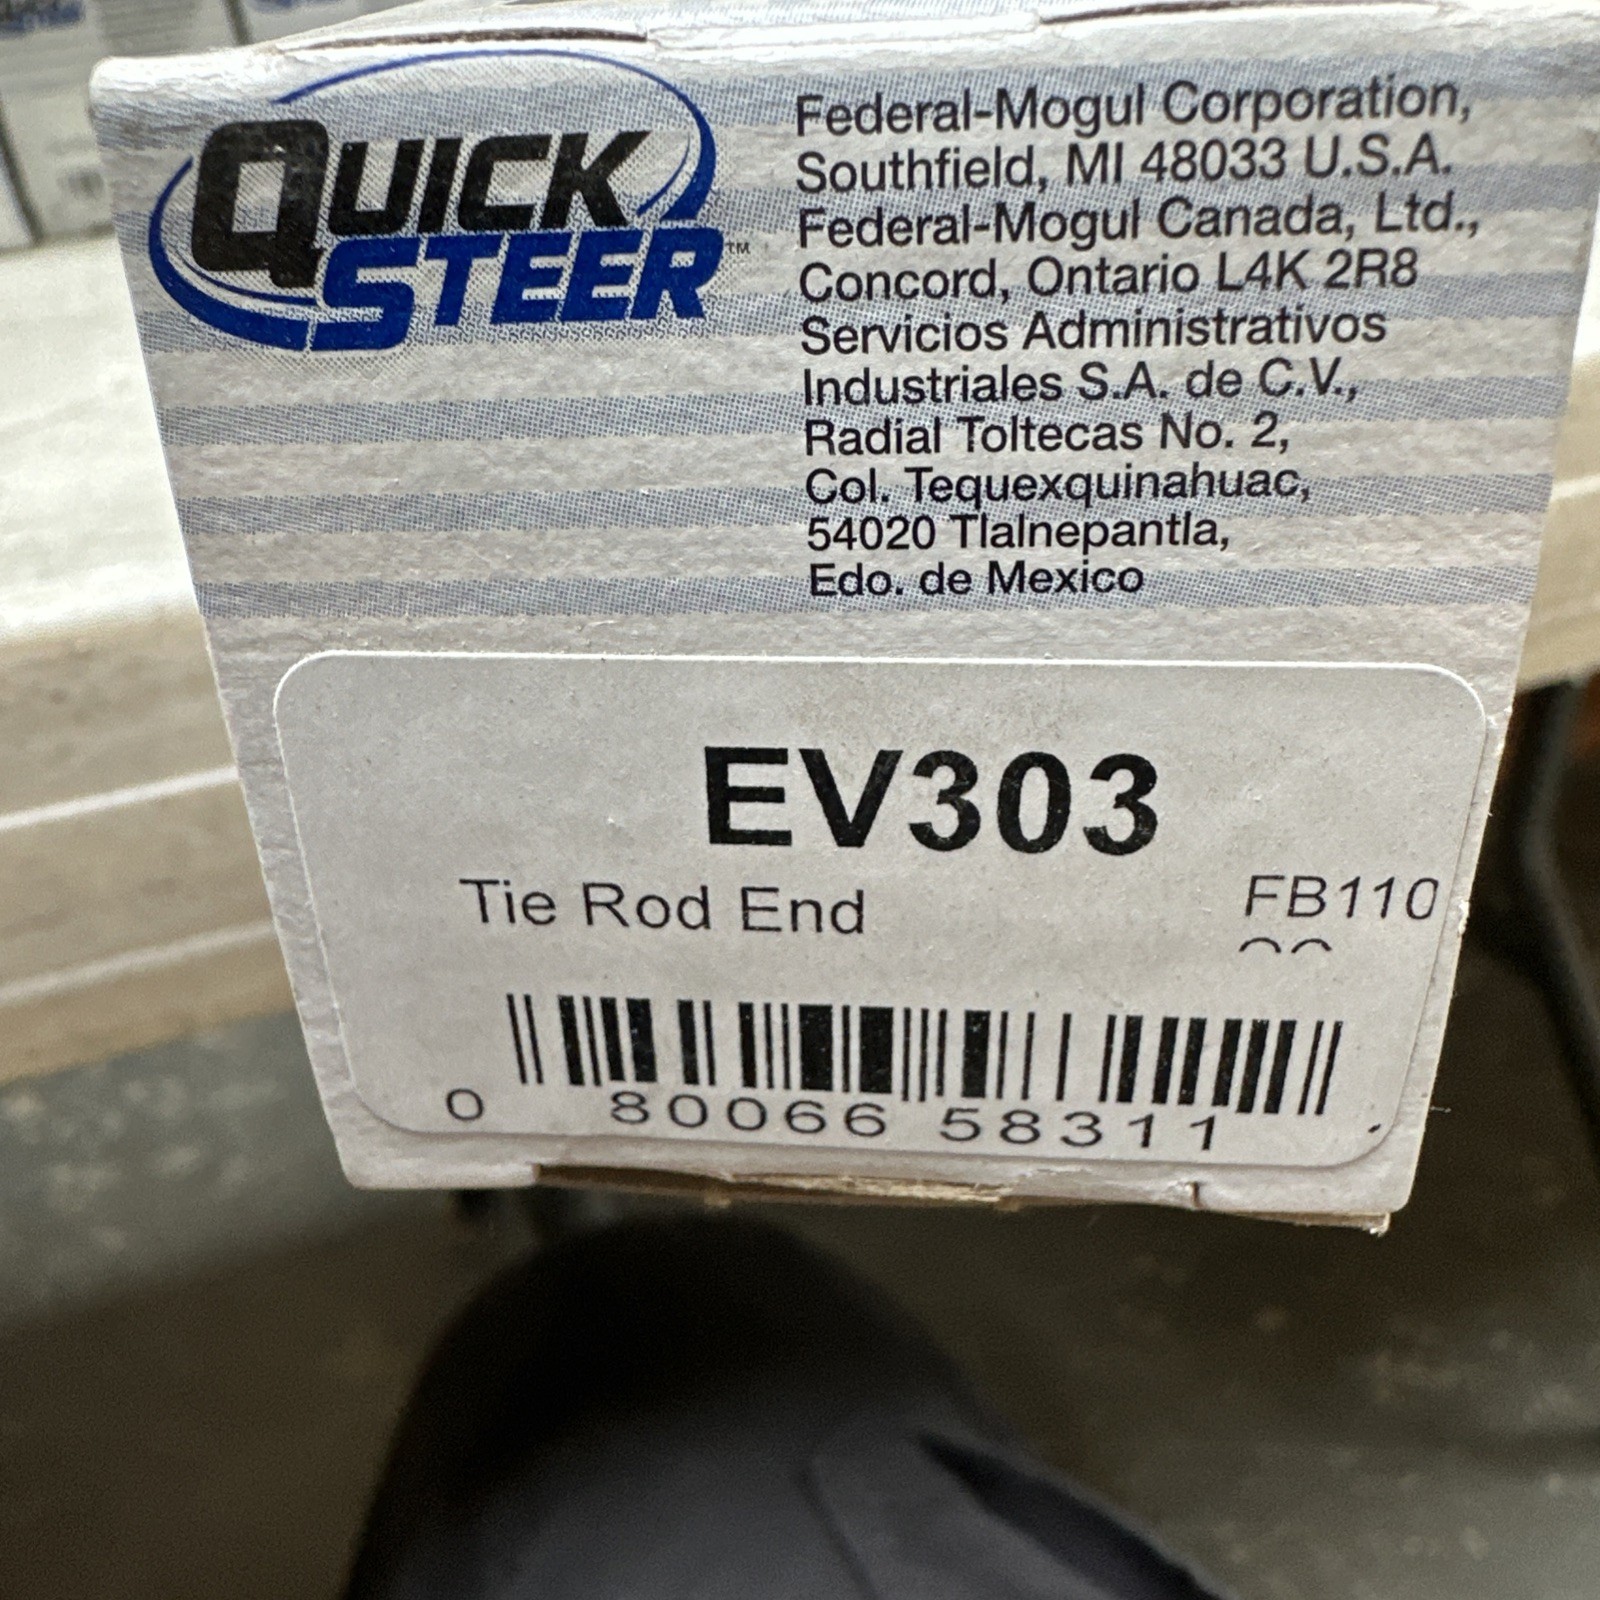 QUICK
STEER™
Federal-Mogul Corporation,
Southfield, MI 48033 U.S.A.
Federal-Mogul Canada, Ltd.,
Concord, Ontario L4K 2R8
Servicios Administrativos
Industriales S.A. de C.V.,
Radial Toltecas No. 2,
Col. Tequexquinahuac,
54020 Tlalnepantla,
Edo. de Mexico
EV303
Tie Rod End
FB110
0 80066 58311